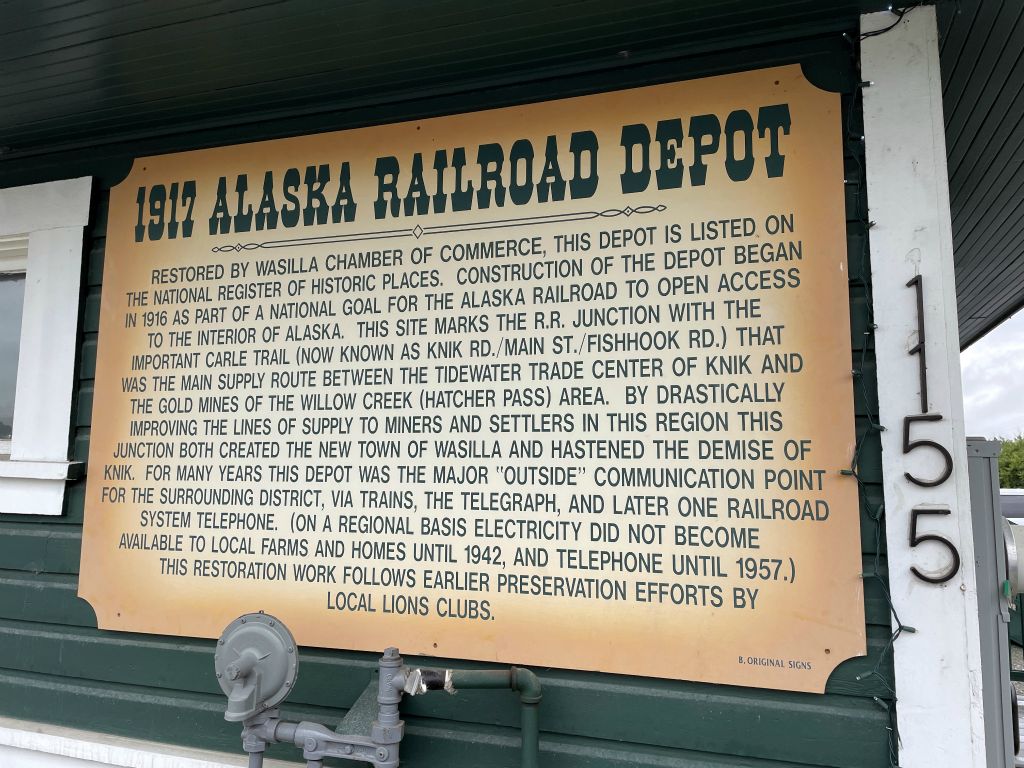 1917 ALASKA RAILROAD DEPOT
RESTORED BY WASILLA CHAMBER OF COMMERCE, THIS DEPOT IS LISTED ON
THE NATIONAL REGISTER OF HISTORIC PLACES. CONSTRUCTION OF THE DEPOT BEGAN
IN 1916 AS PART OF A NATIONAL GOAL FOR THE ALASKA RAILROAD TO OPEN ACCESS
TO THE INTERIOR OF ALASKA. THIS SITE MARKS THE R.R. JUNCTION WITH THE
IMPORTANT CARLE TRAIL (NOW KNOWN AS KNIK RD./MAIN ST./FISHHOOK RD.) THAT
WAS THE MAIN SUPPLY ROUTE BETWEEN THE TIDEWATER TRADE CENTER OF KNIK AND
THE GOLD MINES OF THE WILLOW CREEK (HATCHER PASS) AREA. BY DRASTICALLY
IMPROVING THE LINES OF SUPPLY TO MINERS AND SETTLERS IN THIS REGION THIS
JUNCTION BOTH CREATED THE NEW TOWN OF WASILLA AND HASTENED THE DEMISE OF
KNIK. FOR MANY YEARS THIS DEPOT WAS THE MAJOR "OUTSIDE" COMMUNICATION POINT
FOR THE SURROUNDING DISTRICT, VIA TRAINS, THE TELEGRAPH, AND LATER ONE RAILROAD
SYSTEM TELEPHONE. (ON A REGIONAL BASIS ELECTRICITY DID NOT BECOME
AVAILABLE TO LOCAL FARMS AND HOMES UNTIL 1942, AND TELEPHONE UNTIL 1957.)
THIS RESTORATION WORK FOLLOWS EARLIER PRESERVATION EFFORTS BY
LOCAL LIONS CLUBS.
B. ORIGINAL SIGNS
1155